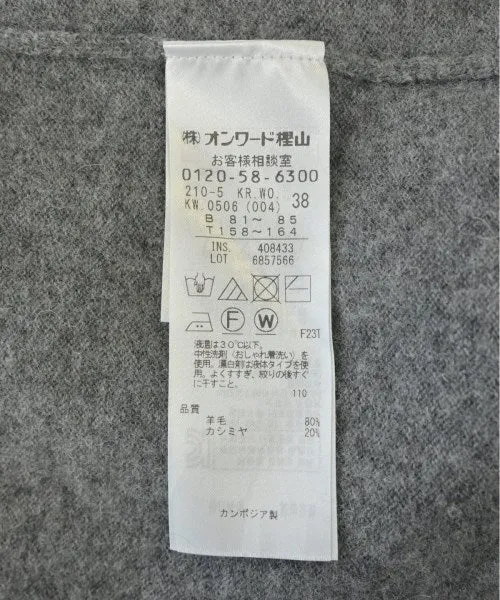 (株)オンワード樫山
お客様相談室
0120-58-6300
210-5 KR.WO.
KW.0506 (004) 38
B 81～ 85
T158～164
INS. 408433
LOT 6857566
F W
F23T
液温は30℃以下。
中性洗剤（おしゃれ着洗い）を
使用。漂白剤は液体タイプを使
用。よくすすぎ、絞りの後すぐ
に干すこと。
110
品質
羊毛 80%
カシミヤ 20%
カンボジア製